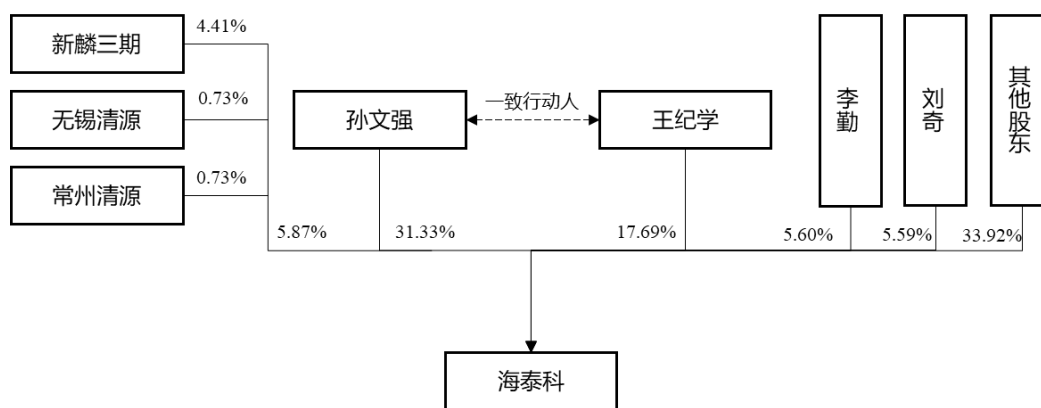 新麟三期
4.41%
无锡清源
0.73%
常州清源
0.73%
孙文强
一致行动人
王纪学
李勤
刘奇
其他股东
5.87%
31.33%
17.69%
5.60%
5.59%
33.92%
海泰科